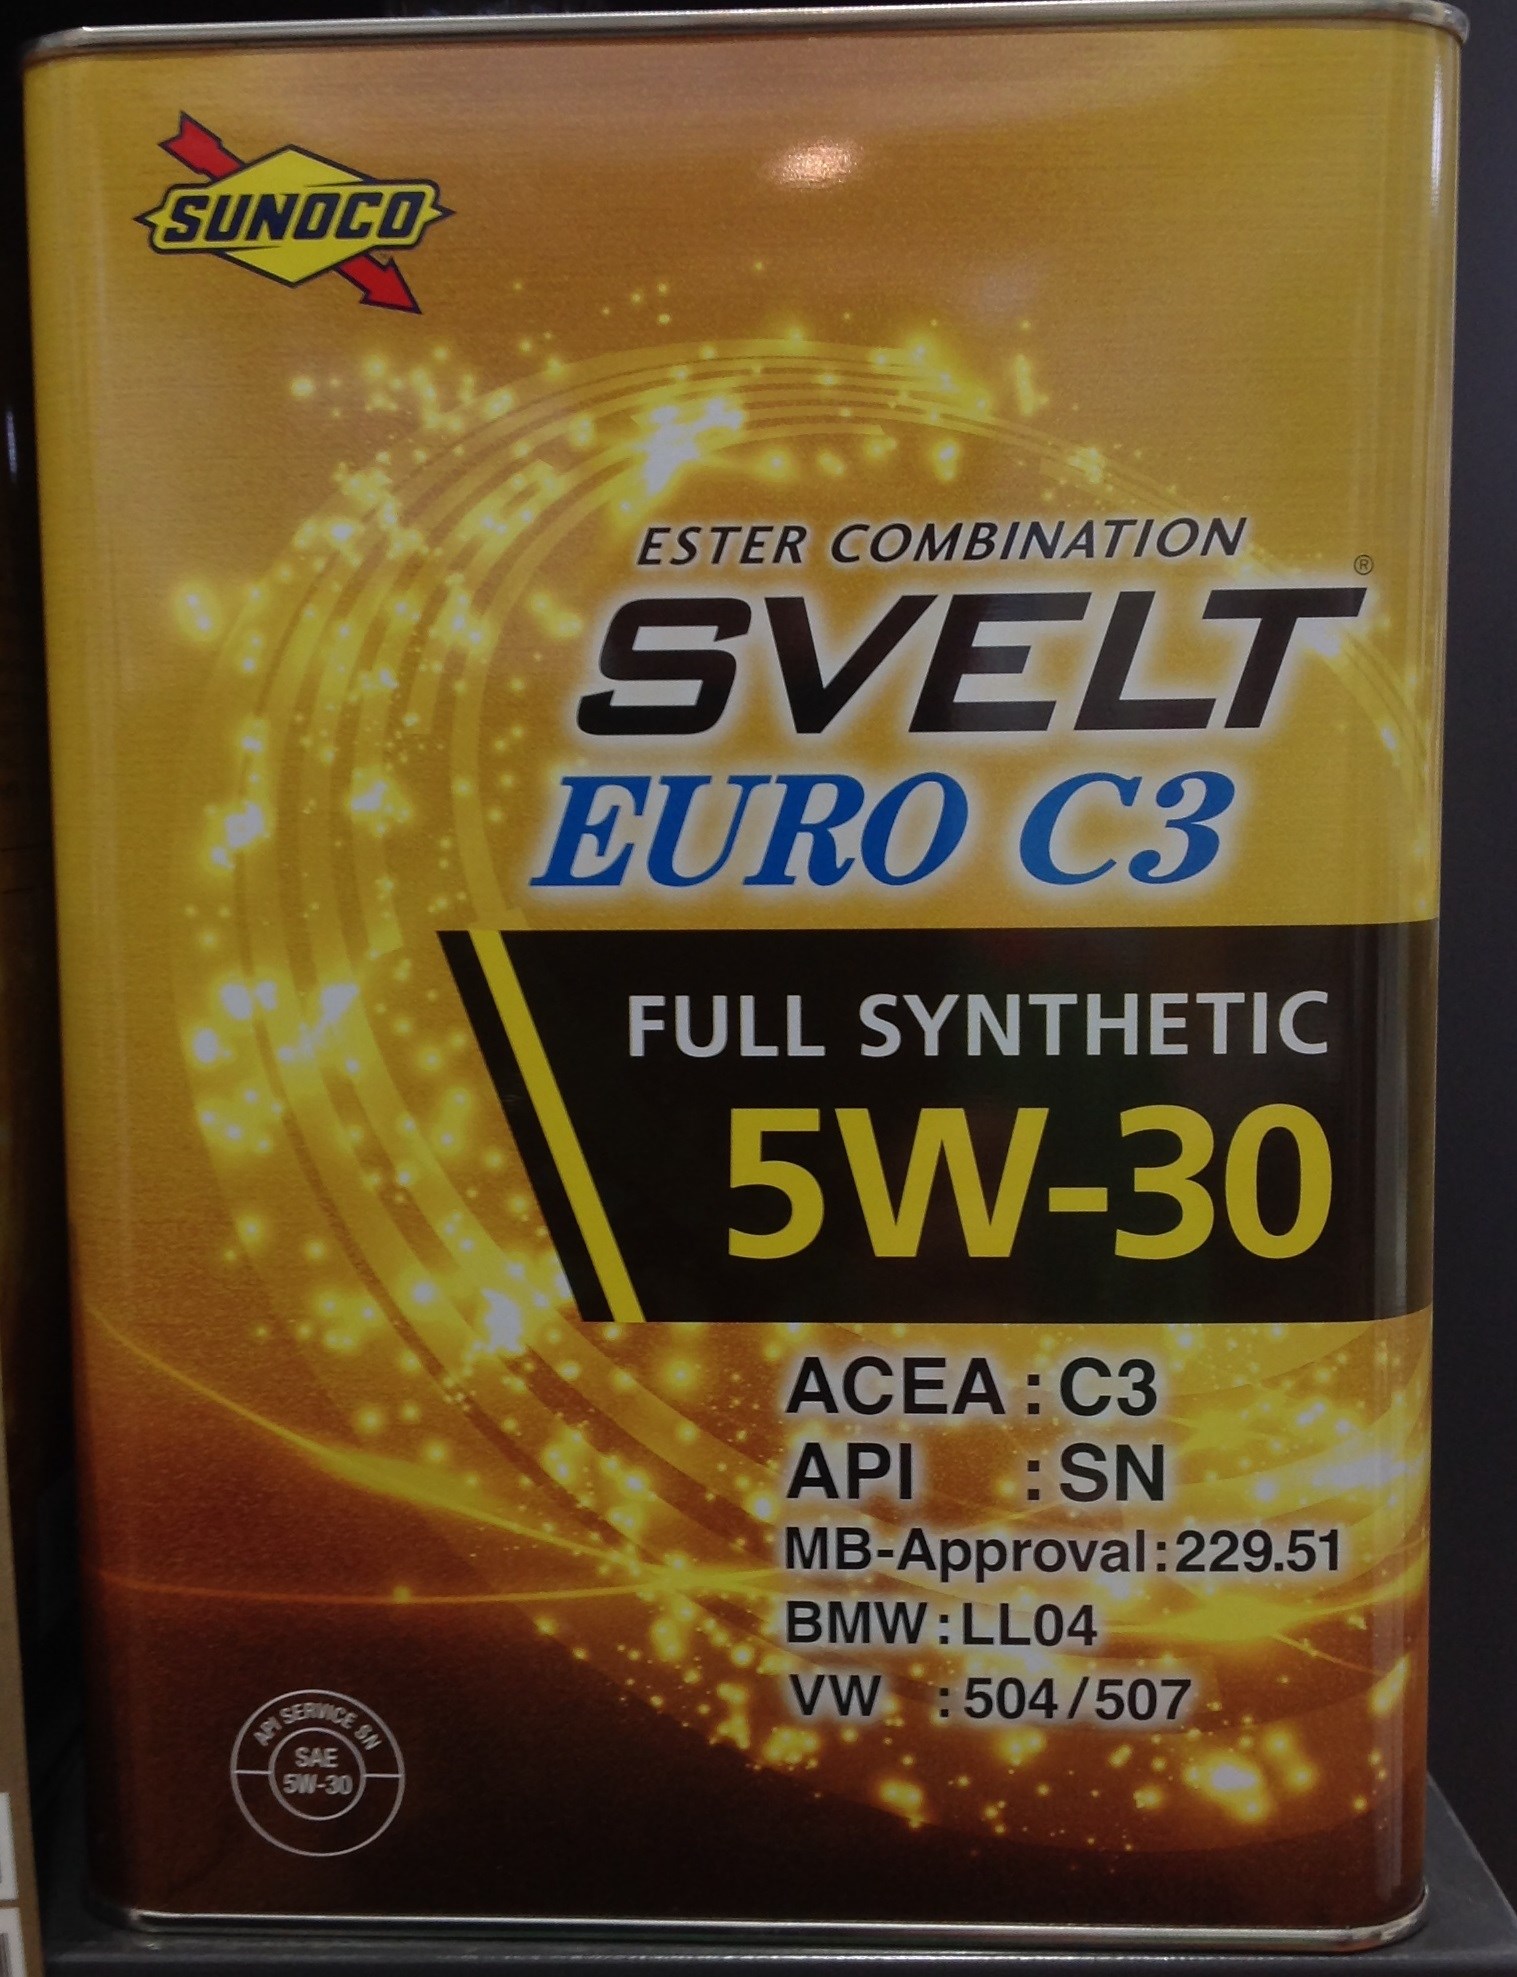 SUNOCO
ESTER COMBINATION
SVELT®
EURO C3
FULL SYNTHETIC
5W-30
ACEA : C3
API : SN
MB-Approval : 229.51
BMW : LL04
VW : 504/507
API SERVICE SN
SAE
5W-30